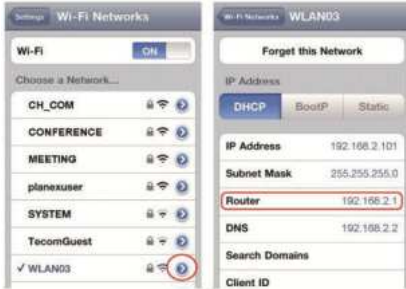 Settings
Wi-Fi Networks
Wi-Fi
ON
Choose a Network...
CH_COM
CONFERENCE
MEETING
planexuser
SYSTEM
TecomGuest
WLAN03
Wi-Fi Networks
WLAN03
Forget this Network
IP Address
DHCP
BootP
Static
IP Address 192.168.2.101
Subnet Mask 255.255.255.0
Router 192.168.2.1
DNS 192.168.2.2
Search Domains
Client ID